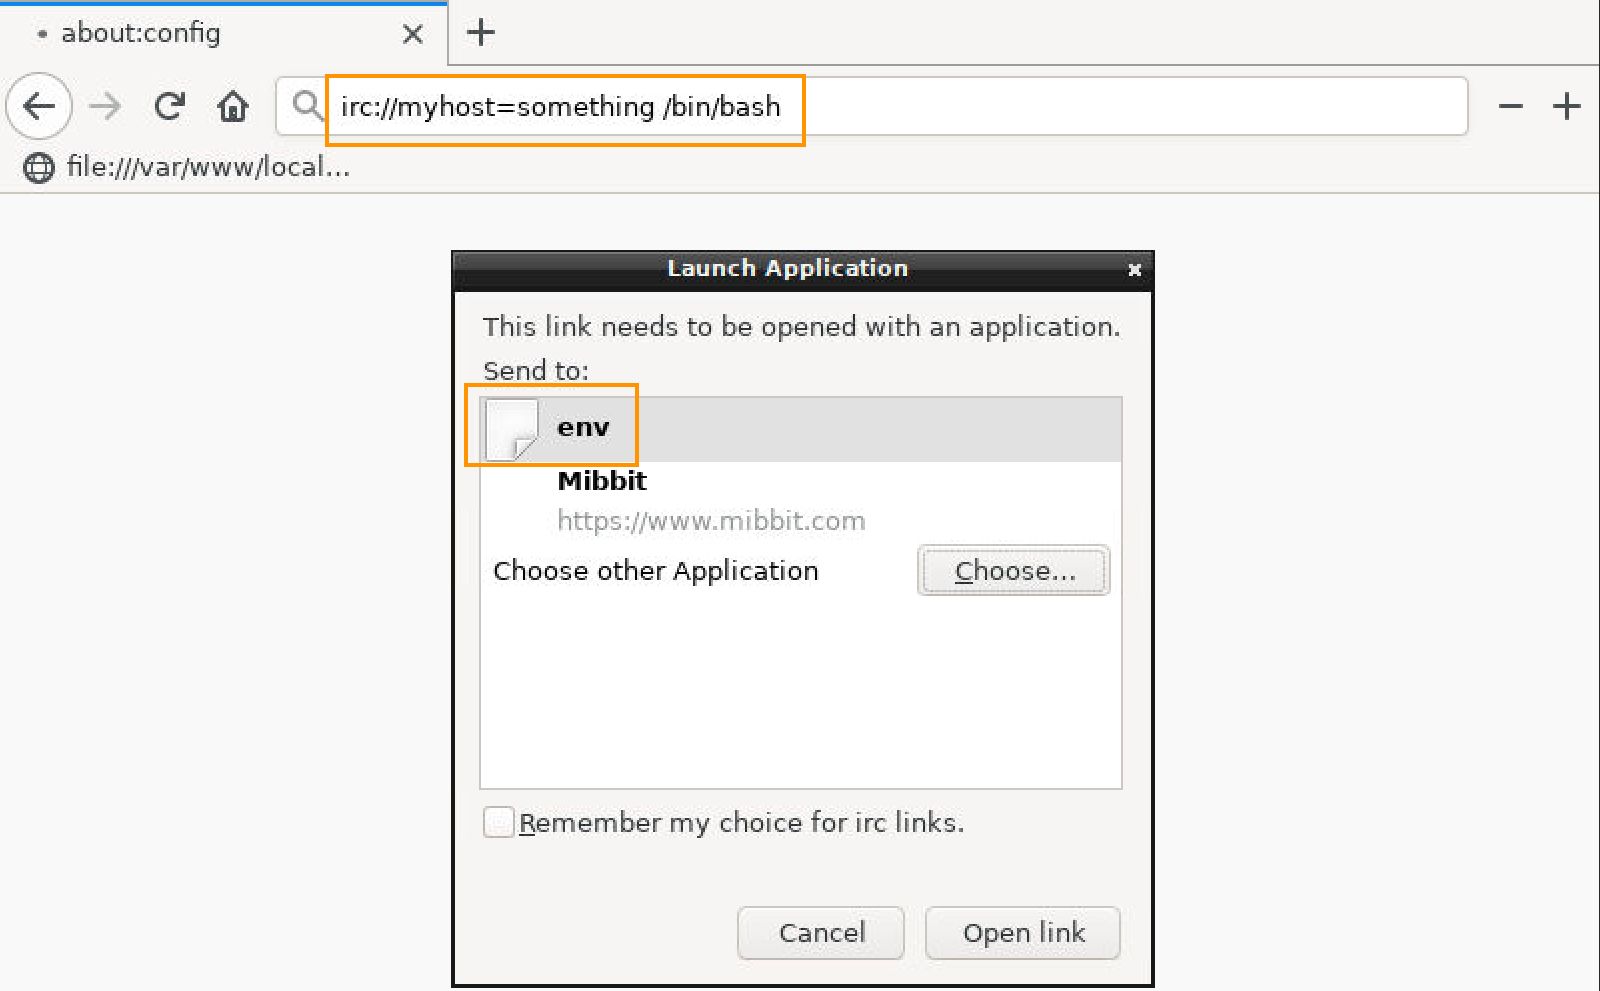 about:config
irc://myhost=something /bin/bash
file:///var/www/local...
Launch Application
This link needs to be opened with an application.
Send to:
env
Mibbit
https://www.mibbit.com
Choose other Application
Choose...
Remember my choice for irc links.
Cancel
Open link